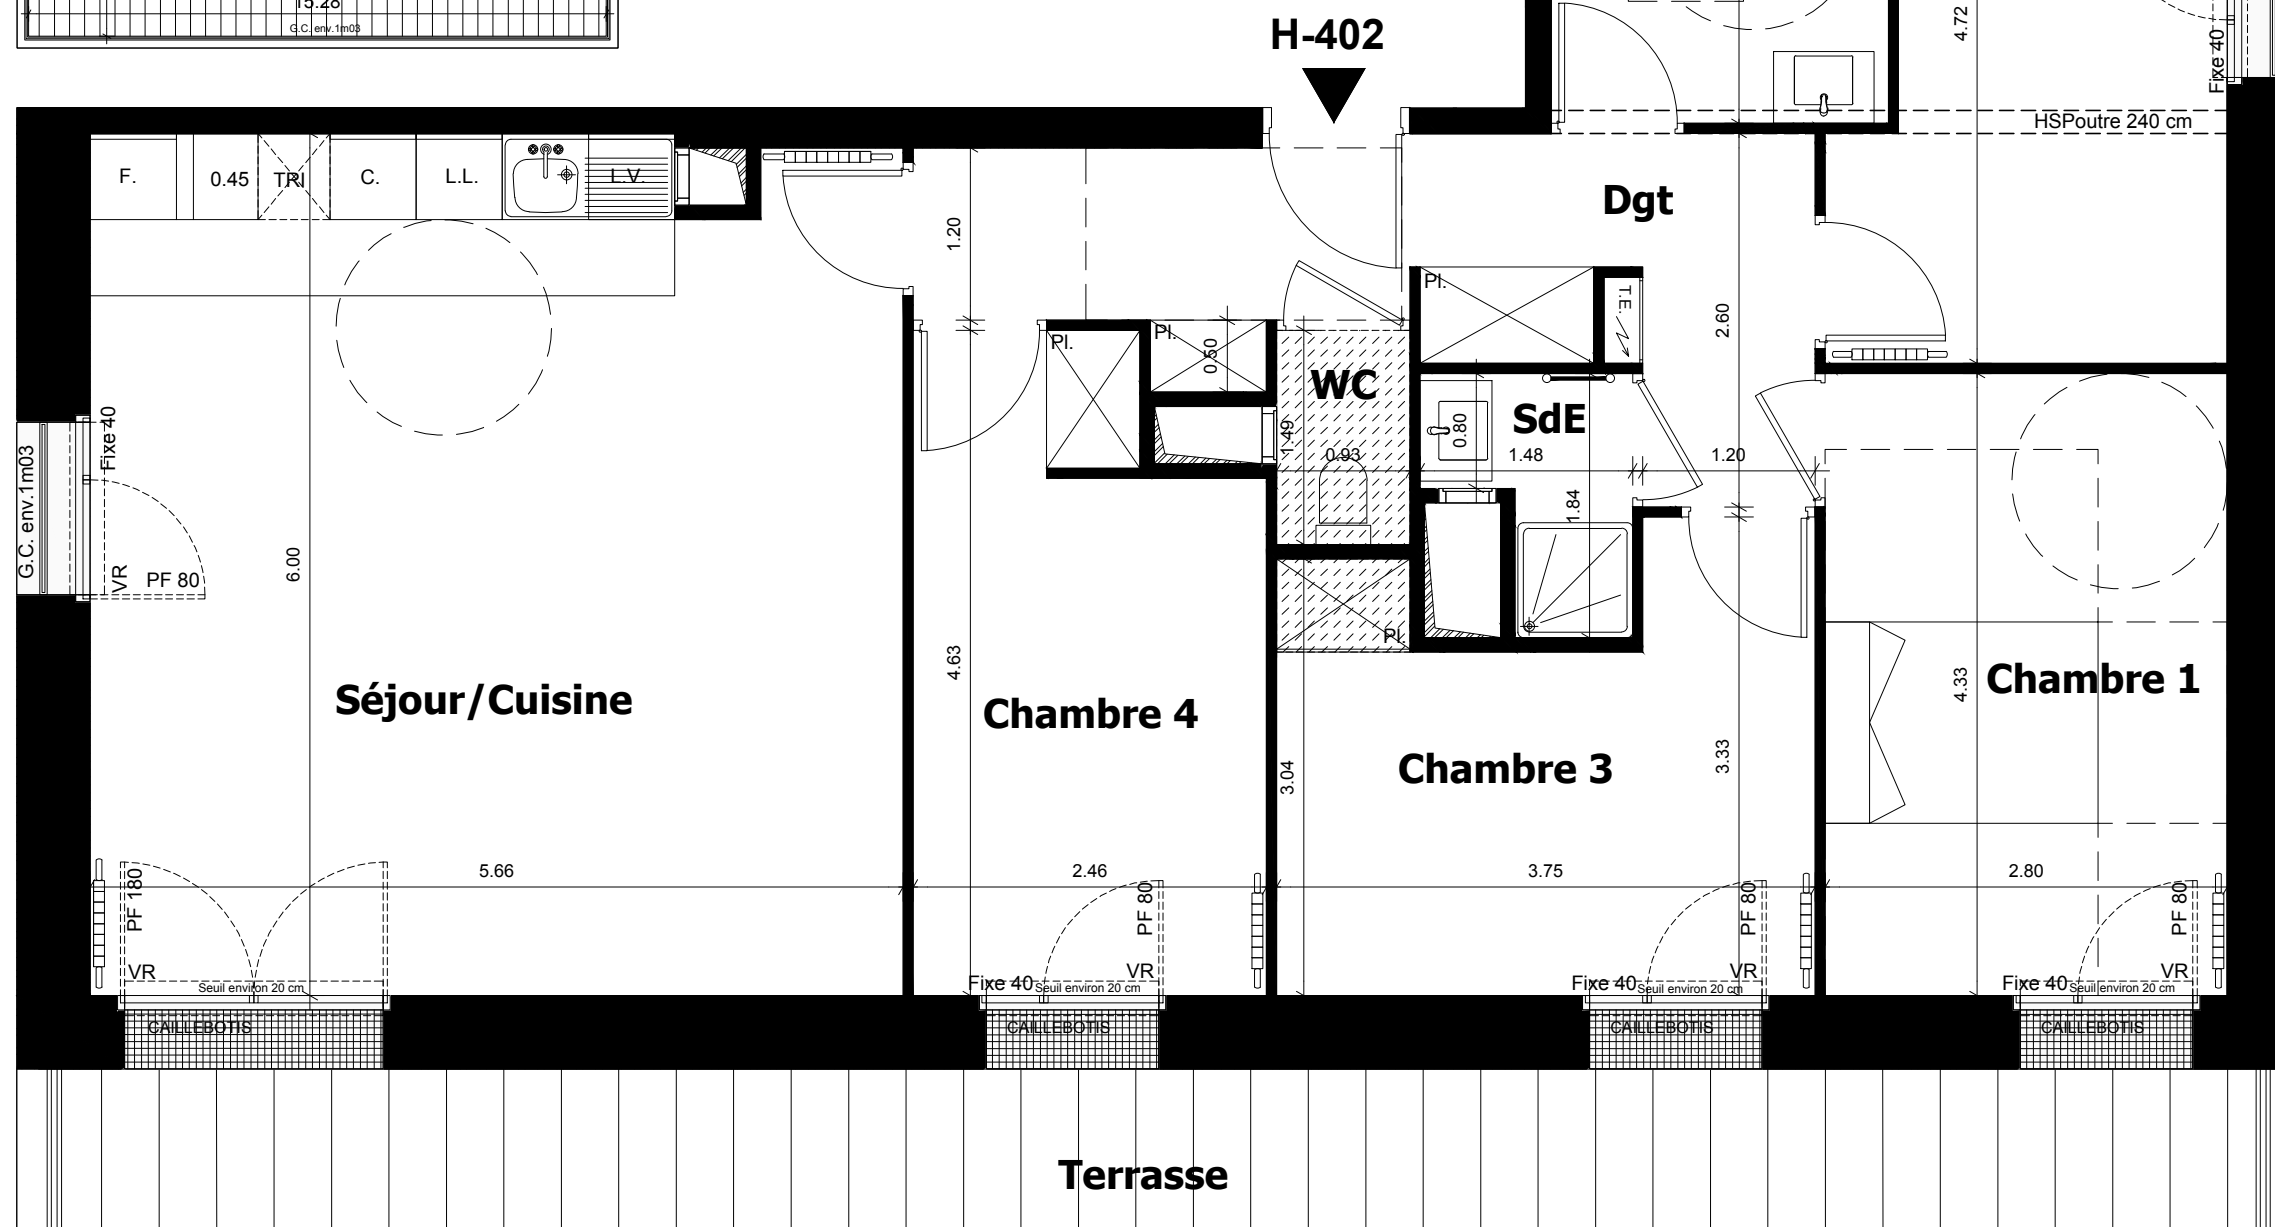 15.28
G.C. env.1m03
H-402
4.72
Fixe 40
HSPoutre 240 cm
F.
0.45
TRI
C.
L.L.
L.V.
1.20
Dgt
Pl.
T.E.
2.60
Pl.
Pl.
0.60
WC
SdE
0.80
1.49
0.93
1.48
1.20
1.84
Fixe 40
G.C. env.1m03
VR
PF 80
6.00
Pl.
4.63
Séjour/Cuisine
Chambre 4
Chambre 3
Chambre 1
4.33
3.04
3.33
5.66
2.46
3.75
2.80
PF 180
PF 80
PF 80
PF 80
VR
VR
VR
VR
Seuil environ 20 cm
Fixe 40
Seuil environ 20 cm
Fixe 40
Seuil environ 20 cm
Fixe 40
Seuil environ 20 cm
CAILLEBOTIS
CAILLEBOTIS
CAILLEBOTIS
CAILLEBOTIS
Terrasse